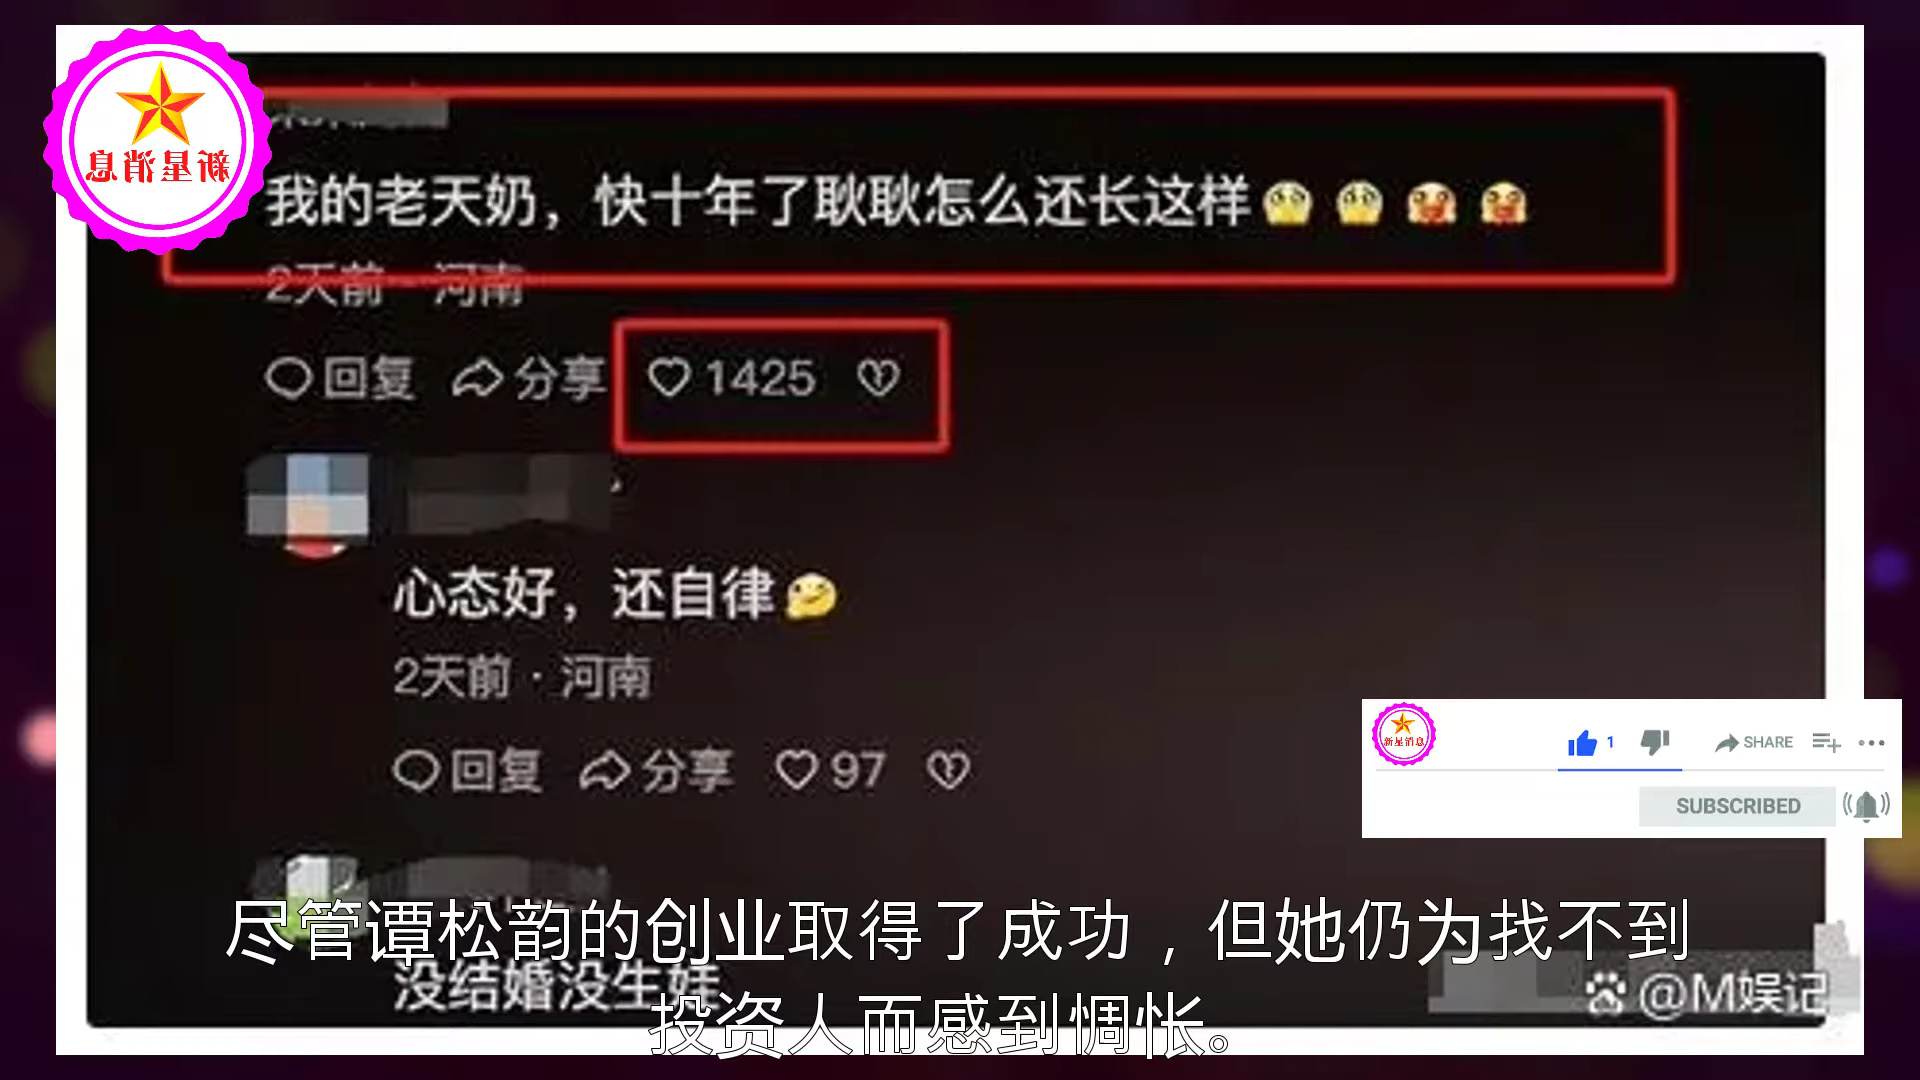 新星消息
我的老天奶，快十年了耿耿怎么还长这样
2天前 · 河南
回复 分享 1425
心态好，还自律
2天前 · 河南
回复 分享 97
新星消息
1
SHARE
SUBSCRIBED
没结婚没生娃
尽管谭松韵的创业取得了成功，但她仍为找不到
投资人而感到惆怅。
@M娱记